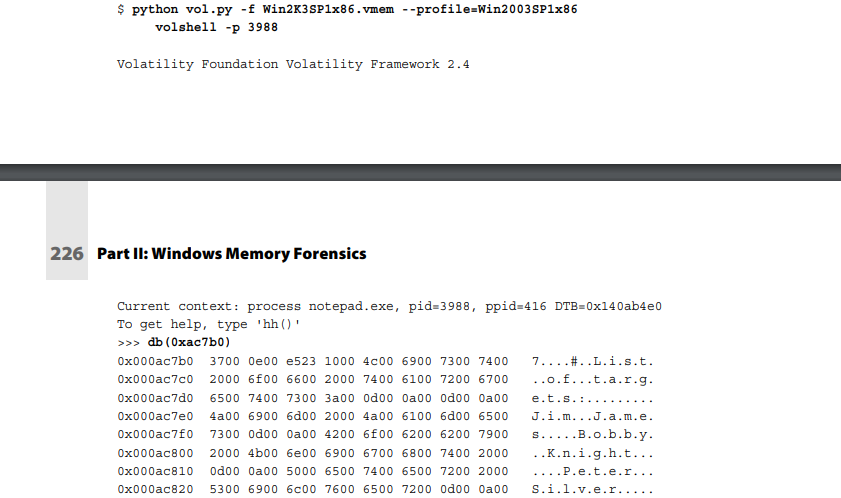 $ python vol.py -f Win2K3SP1x86.vmem --profile=Win2003SP1x86
volshell -p 3988
Volatility Foundation Volatility Framework 2.4
226 Part II: Windows Memory Forensics
Current context: process notepad.exe, pid=3988, ppid=416 DTB=0x140ab4e0
To get help, type 'hh()'
>>> db(0xac7b0)
0x000ac7b0 3700 0e00 e523 1000 4c00 6900 7300 7400 7....#..L.i.s.t.
0x000ac7c0 2000 6f00 6600 2000 7400 6100 7200 6700 ..o.f...t.a.r.g.
0x000ac7d0 6500 7400 7300 3a00 0d00 0a00 0d00 0a00 e.t.s.:.........
0x000ac7e0 4a00 6900 6d00 2000 4a00 6100 6d00 6500 J.i.m...J.a.m.e.
0x000ac7f0 7300 0d00 0a00 4200 6f00 6200 6200 7900 s.....B.o.b.b.y.
0x000ac800 2000 4b00 6e00 6900 6700 6800 7400 2000 ..K.n.i.g.h.t...
0x000ac810 0d00 0a00 5000 6500 7400 6500 7200 2000 ....P.e.t.e.r...
0x000ac820 5300 6900 6c00 7600 6500 7200 0d00 0a00 S.i.l.v.e.r.....